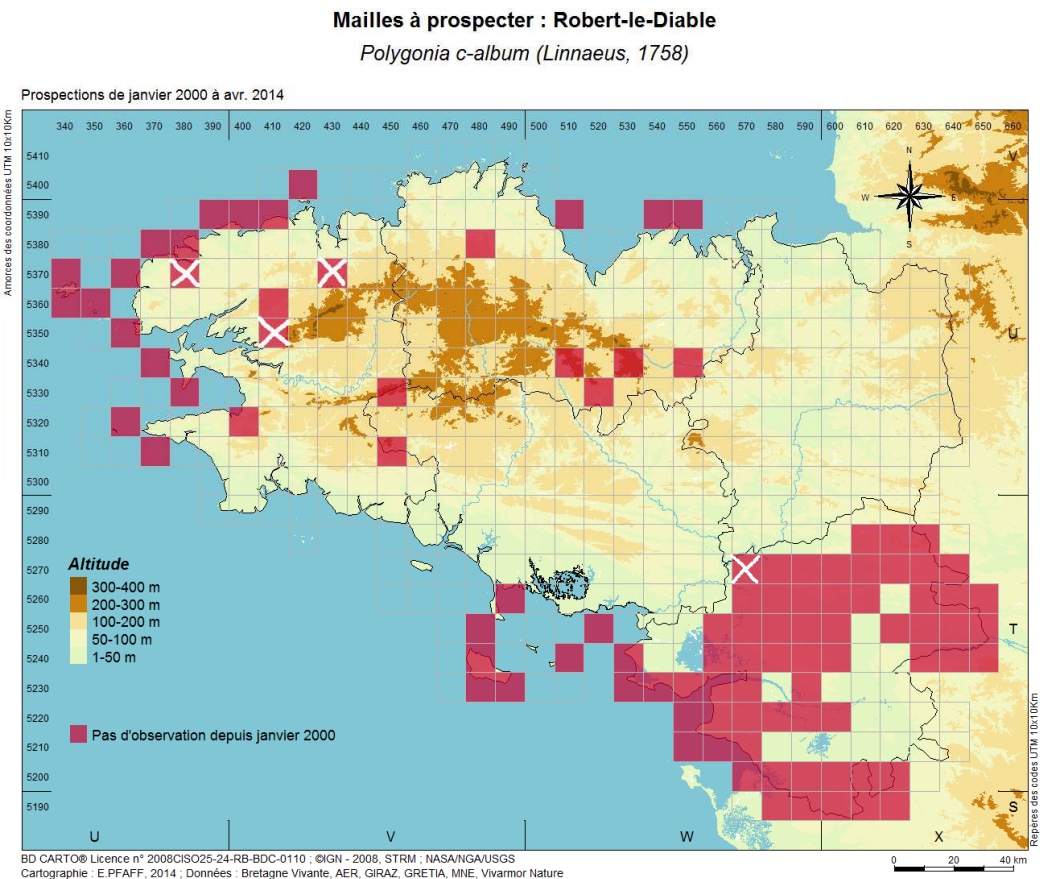 Mailles à prospecter : Robert-le-Diable
Polygonia c-album (Linnaeus, 1758)
Prospections de janvier 2000 à avr. 2014
Amorces des coordonnées UTM 10x10Km
340 350 360 370 380 390 400 410 420 430 440 450 460 470 480 490 500 510 520 530 540 550 560 570 580 590 600 610 620 630 640 650 660
5410
5400
5390
5380
5370
5360
5350
5340
5330
5320
5310
5300
5290
5280
5270
5260
5250
5240
5230
5220
5210
5200
5190
N
W E
S
V
U
T
S
Altitude
300-400 m
200-300 m
100-200 m
50-100 m
1-50 m
Pas d'observation depuis janvier 2000
U V W X
Repères des codes UTM 10x10Km
BD CARTO® Licence n° 2008CISO25-24-RB-BDC-0110 ; ©IGN - 2008, STRM ; NASA/NGA/USGS
Cartographie : E.PFAFF, 2014 ; Données : Bretagne Vivante, AER, GIRAZ, GRETIA, MNE, Vivarmor Nature
0 20 40 km